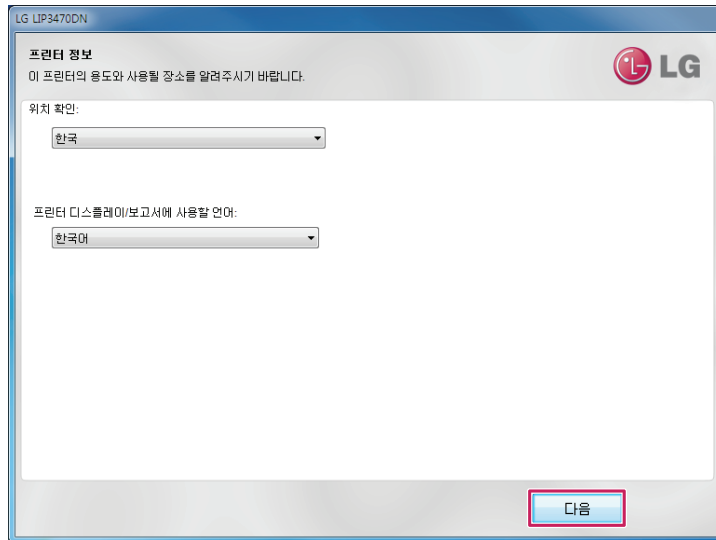 LG LIP3470DN
프린터 정보
이 프린터의 용도와 사용될 장소를 알려주시기 바랍니다.
LG
위치 확인:
한국
프린터 디스플레이/보고서에 사용할 언어:
한국어
다음